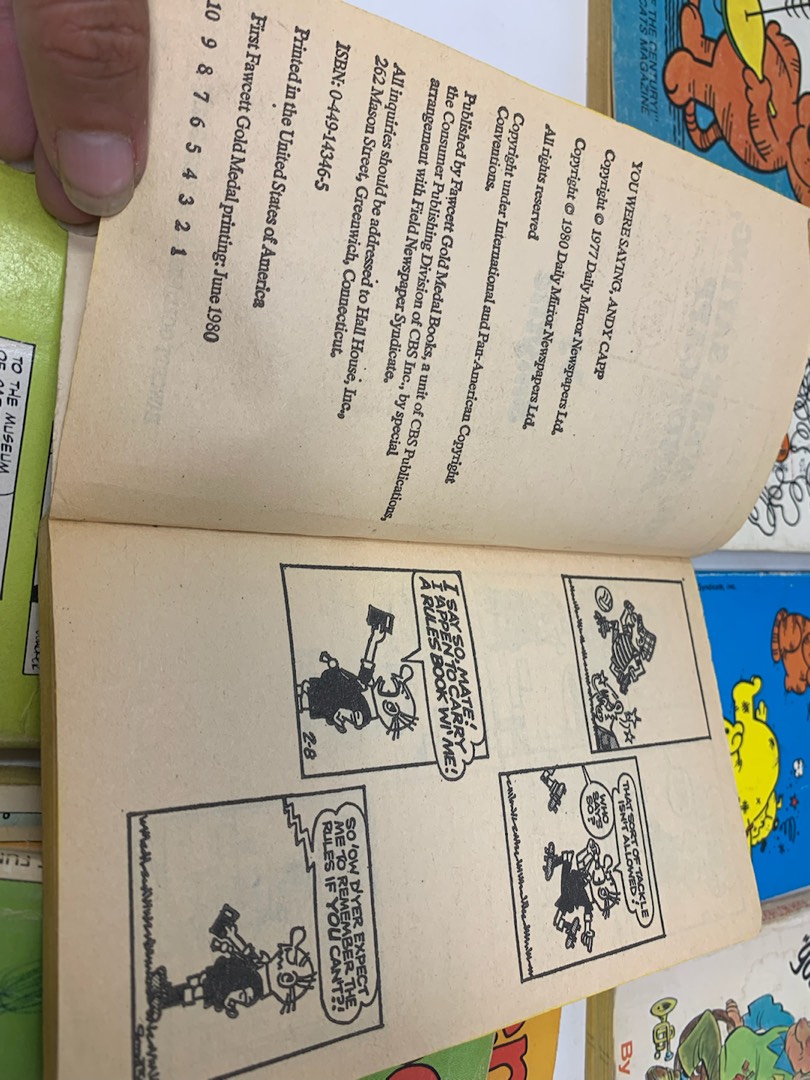 YOU WERE SAYING, ANDY CAPP
Copyright © 1977 Daily Mirror Newspapers Ltd.
Copyright © 1980 Daily Mirror Newspapers Ltd.
All rights reserved
Copyright under International and Pan-American Copyright
Conventions.
Published by Fawcett Gold Medal Books, a unit of CBS Publications,
the Consumer Publishing Division of CBS Inc., by special
arrangement with Field Newspaper Syndicate.
All inquiries should be addressed to Hall House, Inc.,
262 Mason Street, Greenwich, Connecticut.
ISBN: 0-449-14346-5
Printed in the United States of America
First Fawcett Gold Medal printing: June 1980
10 9 8 7 6 5 4 3 2 1
THAT SORT OF TACKLE
ISN'T ALLOWED!
WHO
SAYS
SO?
I SAY SO, MATE!
I 'APPEN TO CARRY
A RULES BOOK WI' ME!
2-8
SO 'OW D'YER EXPECT
ME TO REMEMBER THE
RULES IF YOU CAN'T?!
OF THE CENTURY!"
CATS MAGAZINE
TO THE MUSEUM
By